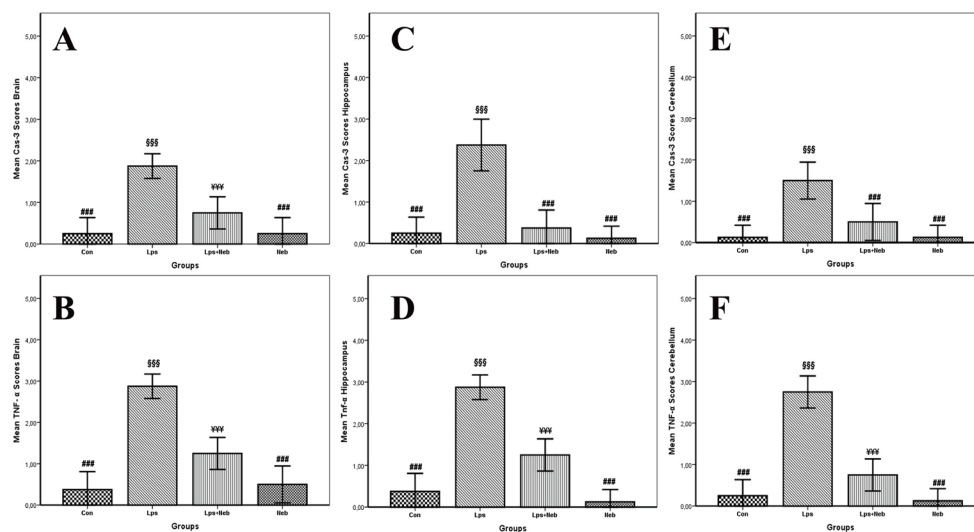 A
Mean Cas-3 Scores Brain
5,00
4,00
3,00
2,00
1,00
0,00
###
§§§
¥¥¥
###
Con
Lps
Lps+Neb
Neb
Groups
C
Mean Cas-3 Scores Hippocampus
5,00
4,00
3,00
2,00
1,00
0,00
###
§§§
###
###
Con
Lps
Lps+Neb
Neb
Groups
E
Mean Cas-3 Scores Cerebellum
5,00
4,00
3,00
2,00
1,00
0,00
###
§§§
###
###
Con
Lps
Lps+Neb
Neb
Groups
B
Mean TNF- α Scores Brain
5,00
4,00
3,00
2,00
1,00
0,00
###
§§§
¥¥¥
###
Con
Lps
Lps+Neb
Neb
Groups
D
Mean Tnf-α Hippocampus
5,00
4,00
3,00
2,00
1,00
0,00
###
§§§
¥¥¥
###
Con
Lps
Lps+Neb
Neb
Groups
F
Mean TNF-α Scores Cerebellum
5,00
4,00
3,00
2,00
1,00
0,00
###
§§§
¥¥¥
###
Con
Lps
Lps+Neb
Neb
Groups